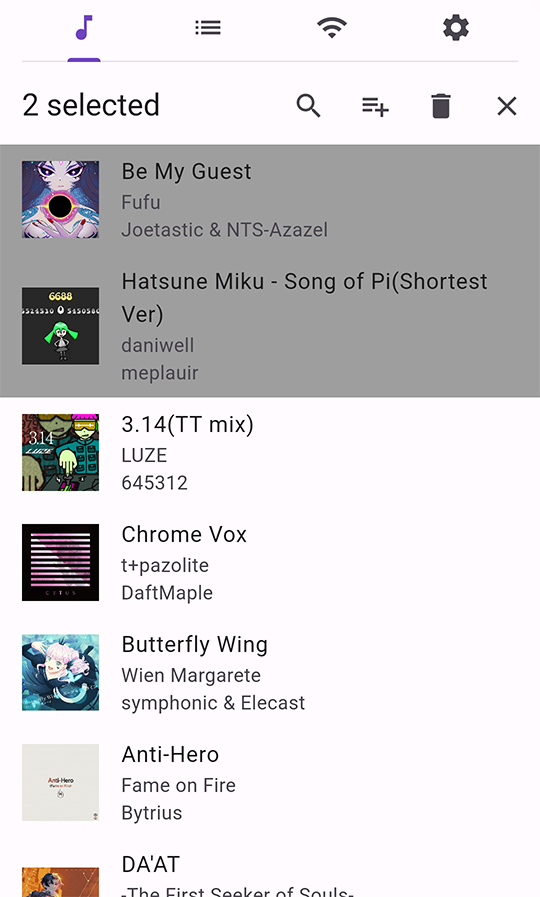 2 selected
Be My Guest
Fufu
Joetastic & NTS-Azazel
6688
Hatsune Miku - Song of Pi(Shortest
Ver)
daniwell
meplauir
3.14(TT mix)
3.14
LUZE
645312
Chrome Vox
t+pazolite
CYTUS
DaftMaple
Butterfly Wing
Wien Margarete
symphonic & Elecast
Anti-Hero
Anti-Hero
Fame on Fire
Bytrius
DA'AT
-The First Seeker of Souls-